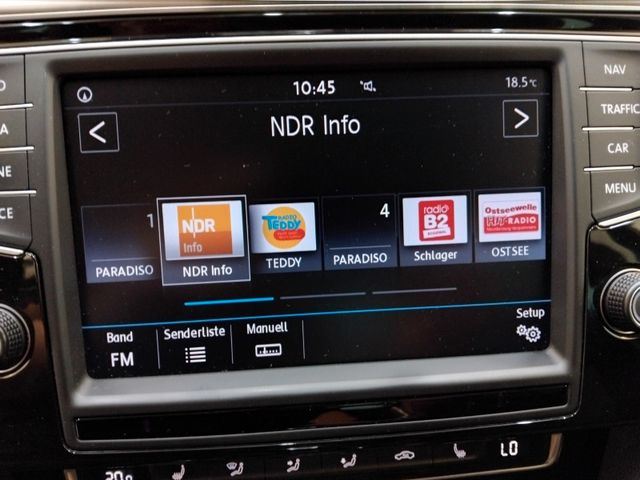 10:45
18.5°C
NDR Info
1
PARADISO
NDR
Info
NDR Info
RADIO
TEDDY
TEDDY
4
PARADISO
radio
B2
Schlager
Ostseewelle
HIT-RADIO
OSTSEE
Band
FM
Senderliste
Manuell
Setup
NAV
TRAFFIC
CAR
MENU
LO